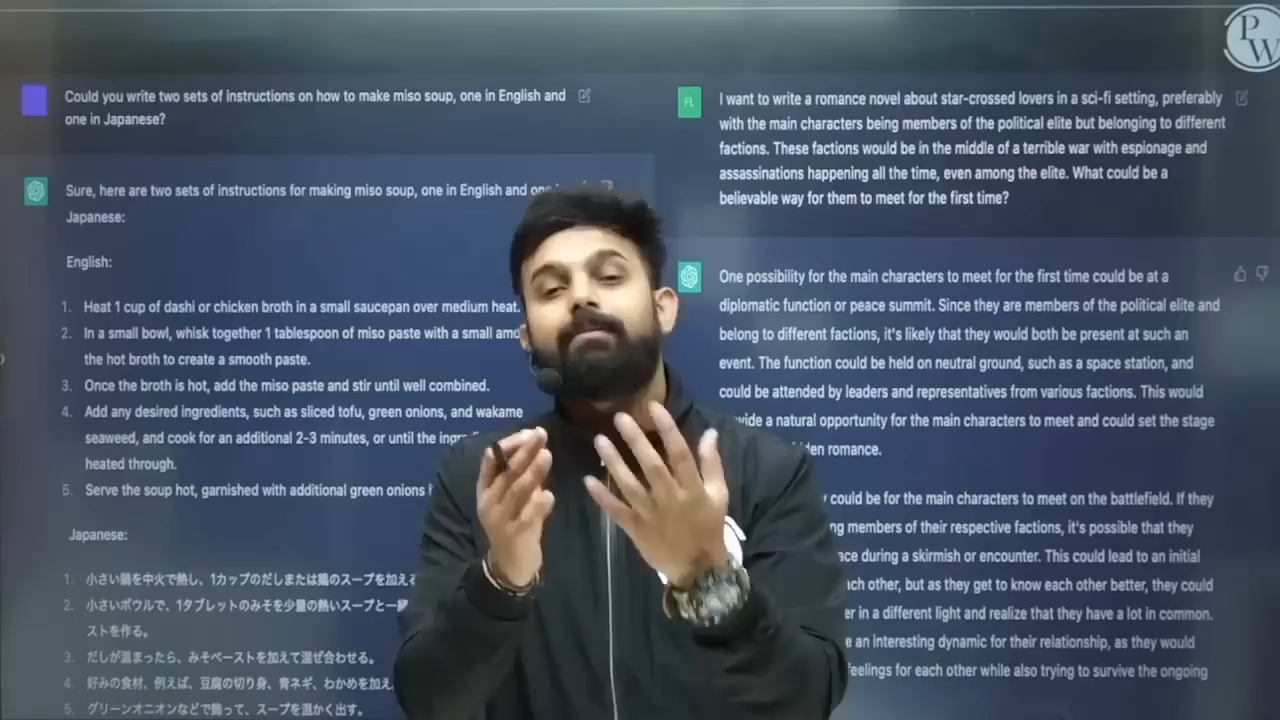 PW
Could you write two sets of instructions on how to make miso soup, one in English and
one in Japanese?
Sure, here are two sets of instructions for making miso soup, one in English and
Japanese:
English:
1. Heat 1 cup of dashi or chicken broth in a small saucepan over medium heat.
2. In a small bowl, whisk together 1 tablespoon of miso paste with a small
the hot broth to create a smooth paste.
3. Once the broth is hot, add the miso paste and stir until well combined.
4. Add any desired ingredients, such as sliced tofu, green onions, and wakame
seaweed, and cook for an additional 2-3 minutes, or until the
heated through.
5. Serve the soup hot, garnished with additional green onions
Japanese:
1. 小さい鍋を中火で熱し、1カップのだしまたは鶏のスープを加え
2. 小さいボウルで、1タブレットのみそを少量の熱いスープと一
ストを作る。
3. だしが温まったら、みそペーストを加えて混ぜ合わせる。
4. 好みの食材、例えば、豆腐の切り身、青ネギ、わかめを加え
5. グリーンオニオンなどで飾って、スープを温かく出す。
FL
I want to write a romance novel about star-crossed lovers in a sci-fi setting, preferably
with the main characters being members of the political elite but belonging to different
factions. These factions would be in the middle of a terrible war with espionage and
assassinations happening all the time, even among the elite. What could be a
believable way for them to meet for the first time?
One possibility for the main characters to meet for the first time could be at a
diplomatic function or peace summit. Since they are members of the political elite and
belong to different factions, it's likely that they would both be present at such an
event. The function could be held on neutral ground, such as a space station, and
could be attended by leaders and representatives from various factions. This would
vide a natural opportunity for the main characters to meet and could set the stage
den romance.
could be for the main characters to meet on the battlefield. If they
ng members of their respective factions, it's possible that they
ace during a skirmish or encounter. This could lead to an initial
ach other, but as they get to know each other better, they could
er in a different light and realize that they have a lot in common.
e an interesting dynamic for their relationship, as they would
feelings for each other while also trying to survive the ongoing